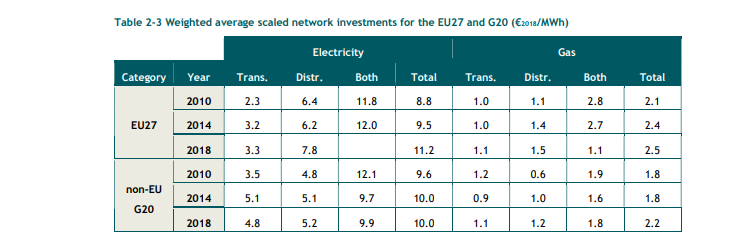 Table 2-3 Weighted average scaled network investments for the EU27 and G20 (€2018/MWh)
Electricity Gas
Category Year Trans. Distr. Both Total Trans. Distr. Both Total
2010 2.3 6.4 11.8 8.8 1.0 1.1 2.8 2.1
EU27 2014 3.2 6.2 12.0 9.5 1.0 1.4 2.7 2.4
2018 3.3 7.8 11.2 1.1 1.5 1.1 2.5
2010 3.5 4.8 12.1 9.6 1.2 0.6 1.9 1.8
non-EU
G20
2014 5.1 5.1 9.7 10.0 0.9 1.0 1.6 1.8
2018 4.8 5.2 9.9 10.0 1.1 1.2 1.8 2.2